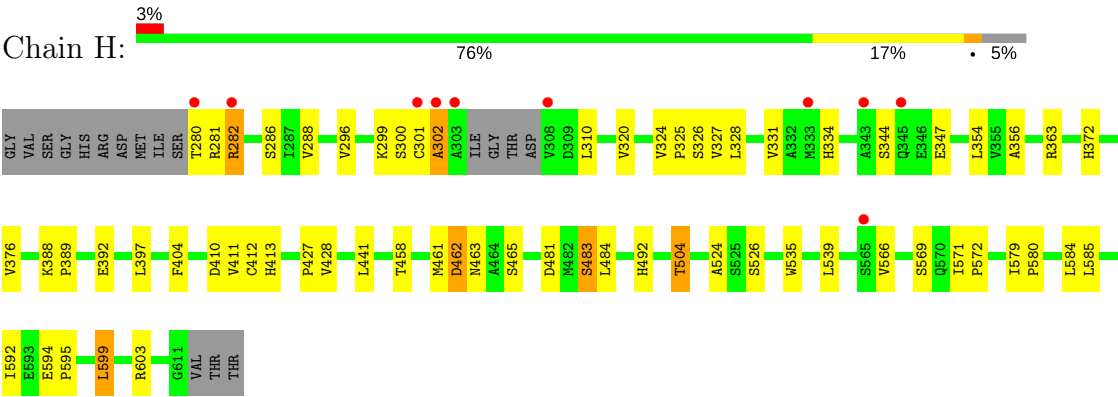 3%
Chain H:
76% 17% • 5%
GLY VAL SER GLY HIS ARG ASP MET ILE SER T280 R281 R282 S286 I287 V288 V296 K299 S300 C301 A302 A303 ILE GLY THR ASP V308 D309 L310 V320 V324 P325 S326 V327 L328 V331 A332 M333 H334 A343 S344 Q345 E346 E347 L354 V355 A356 R363 H372
V376 K388 P389 E392 L397 F404 D410 V411 C412 H413 P427 V428 L441 T458 M461 D462 N463 A464 S465 D481 M482 S483 L484 H492 T504 A524 S525 S526 W535 L539 S565 V566 S569 Q570 I571 P572 I579 P580 L584 L585
I592 E593 E594 P595 L599 R603 G611 VAL THR THR